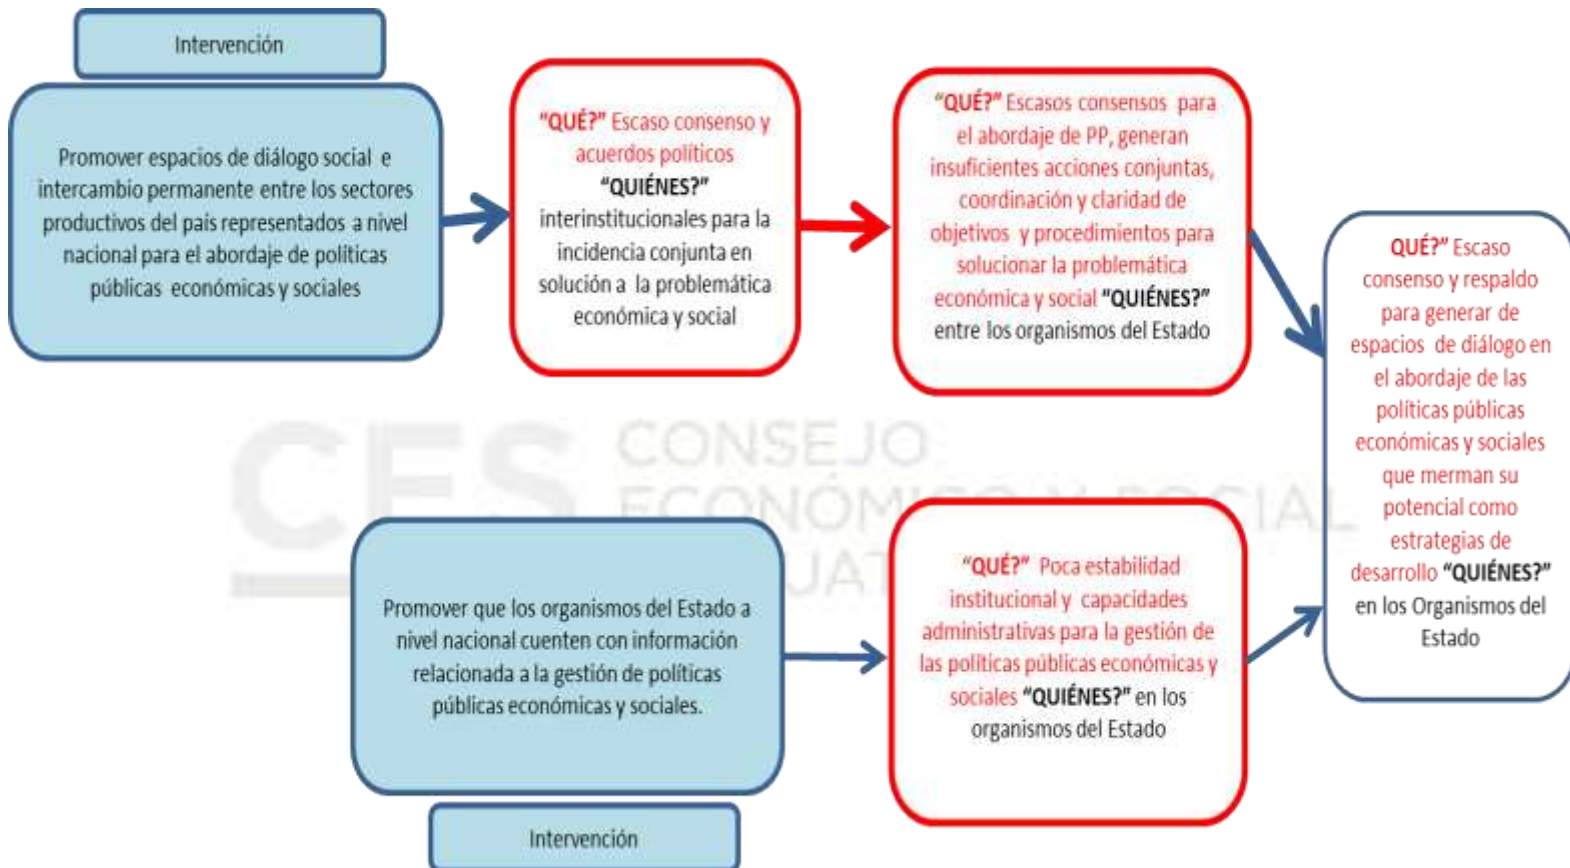 Intervención
Promover espacios de diálogo social e
intercambio permanente entre los sectores
productivos del país representados a nivel
nacional para el abordaje de políticas
públicas económicas y sociales
“QUÉ?” Escaso consenso y
acuerdos políticos
“QUIÉNES?”
interinstitucionales para la
incidencia conjunta en
solución a la problemática
económica y social
“QUÉ?” Escasos consensos para
el abordaje de PP, generan
insuficientes acciones conjuntas,
coordinación y claridad de
objetivos y procedimientos para
solucionar la problemática
económica y social “QUIÉNES?”
entre los organismos del Estado
QUÉ?” Escaso
consenso y respaldo
para generar de
espacios de diálogo en
el abordaje de las
políticas públicas
económicas y sociales
que merman su
potencial como
estrategias de
desarrollo “QUIÉNES?”
en los Organismos del
Estado
CES CONSEJO
ECONÓMICO Y SOCIAL
Promover que los organismos del Estado a
nivel nacional cuenten con información
relacionada a la gestión de políticas
públicas económicas y sociales.
“QUÉ?” Poca estabilidad
institucional y capacidades
administrativas para la gestión de
las políticas públicas económicas y
sociales “QUIÉNES?” en los
organismos del Estado
Intervención